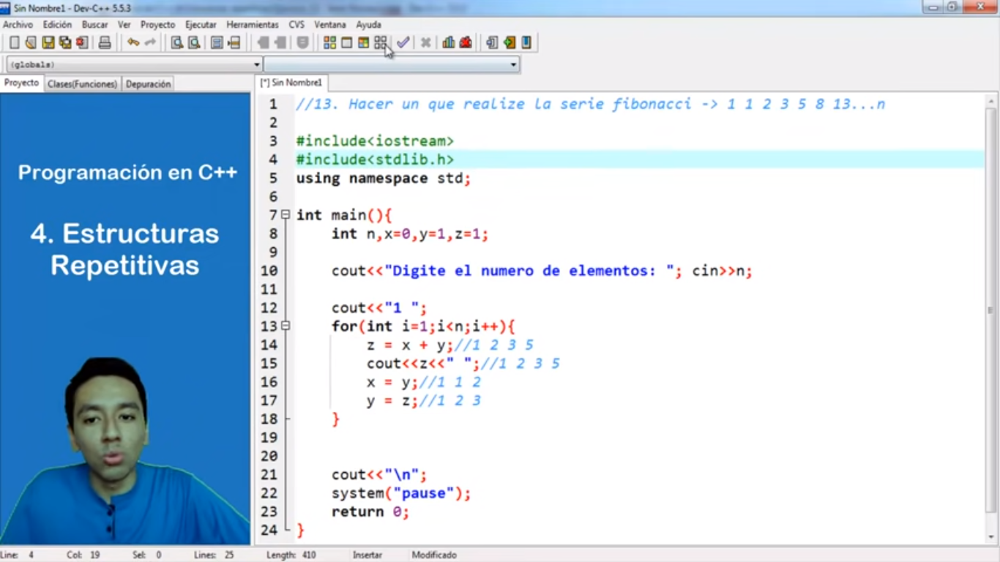 Sin Nombre1 - Dev-C++ 5.5.3
Archivo Edición Buscar Ver Proyecto Ejecutar Herramientas CVS Ventana Ayuda
(globals)
Proyecto Clases(Funciones) Depuración
[*] Sin Nombre1
Programación en C++
4. Estructuras
Repetitivas
1 //13. Hacer un que realize la serie fibonacci -> 1 1 2 3 5 8 13...n
2
3 #include<iostream>
4 #include<stdlib.h>
5 using namespace std;
6
7 int main(){
8 int n,x=0,y=1,z=1;
9
10 cout<<"Digite el numero de elementos: "; cin>>n;
11
12 cout<<"1 ";
13 for(int i=1;i<n;i++){
14 z = x + y;//1 2 3 5
15 cout<<z<<" ";//1 2 3 5
16 x = y;//1 1 2
17 y = z;//1 2 3
18 }
19
20
21 cout<<"\n";
22 system("pause");
23 return 0;
24 }
Line: 4 Col: 19 Sel: 0 Lines: 25 Length: 410 Insertar Modificado